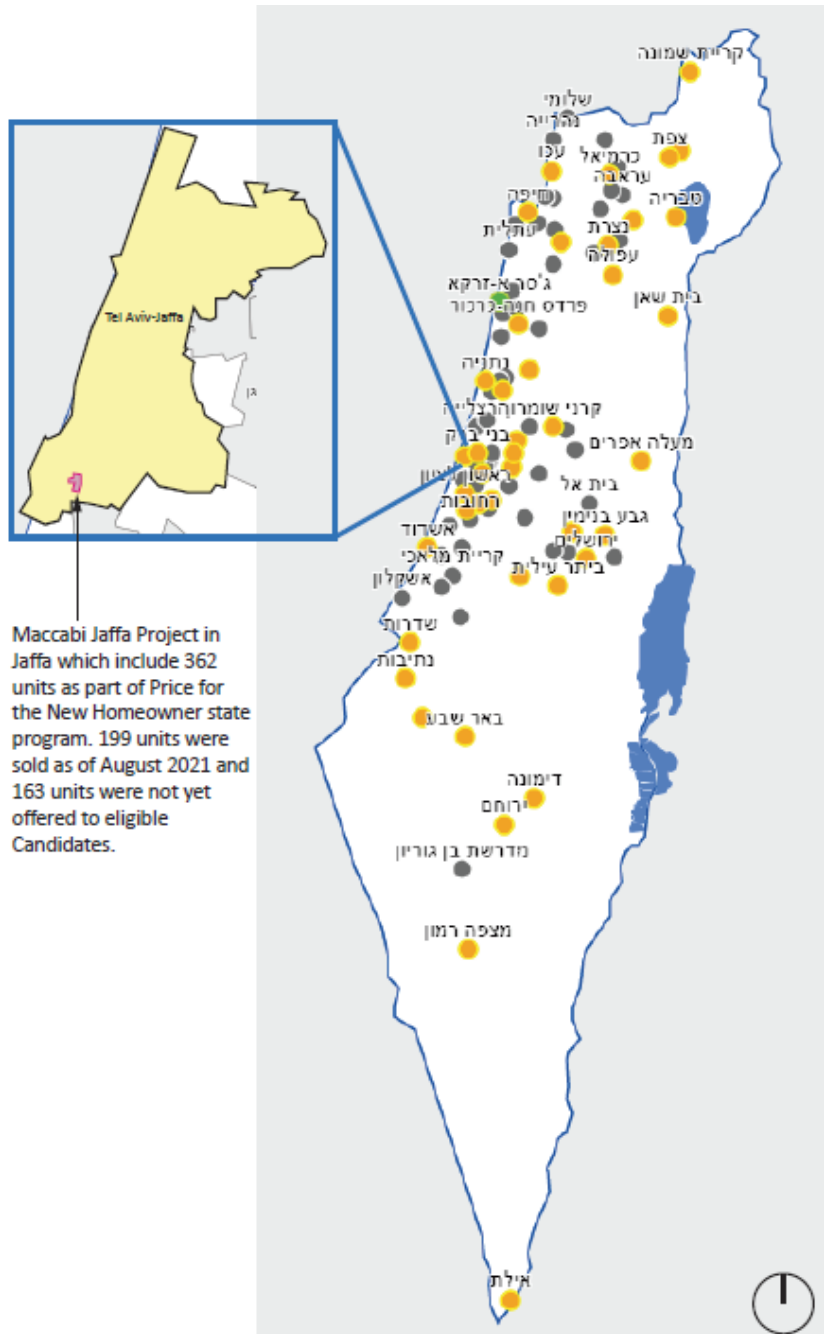 קריית שמונה
שלומי
נהרייה
צפת
כרמיאל
עכו
עראבה
טבריה
חיפה
נצרת
עתלית
עפולה
ג'סר א-זרקא
בית שאן
פרדס חנה-כרכור
נתניה
קרני שומרון
הרצלייה
בני ברק
מעלה אפרים
ראשון לציון
בית אל
רחובות
גבע בנימין
אשדוד
ירושלים
קריית מלאכי
ביתר עילית
אשקלון
שדרות
נתיבות
באר שבע
דימונה
ירוחם
מדרשת בן גוריון
מצפה רמון
אילת
Tel Aviv-Jaffa
גן
Maccabi Jaffa Project in
Jaffa which include 362
units as part of Price for
the New Homeowner state
program. 199 units were
sold as of August 2021 and
163 units were not yet
offered to eligible
Candidates.